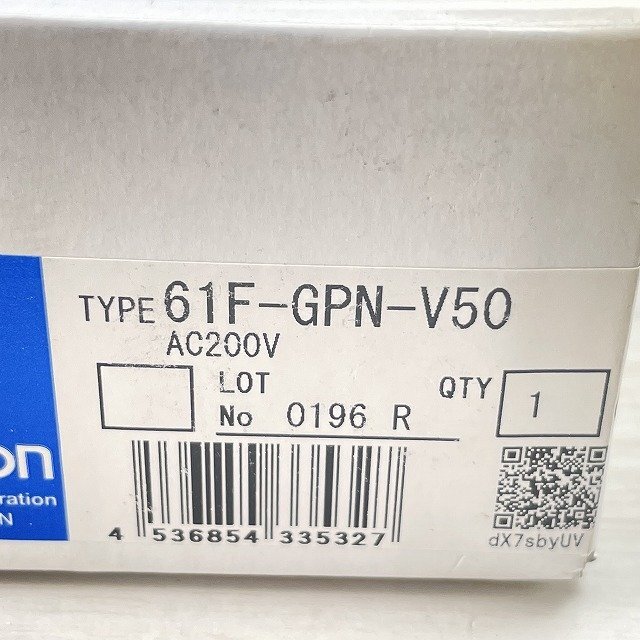 TYPE 61F-GPN-V50
AC200V
LOT
No 0196 R
QTY 1
on
ration
N
4 536854 335327
dX7sbyUV